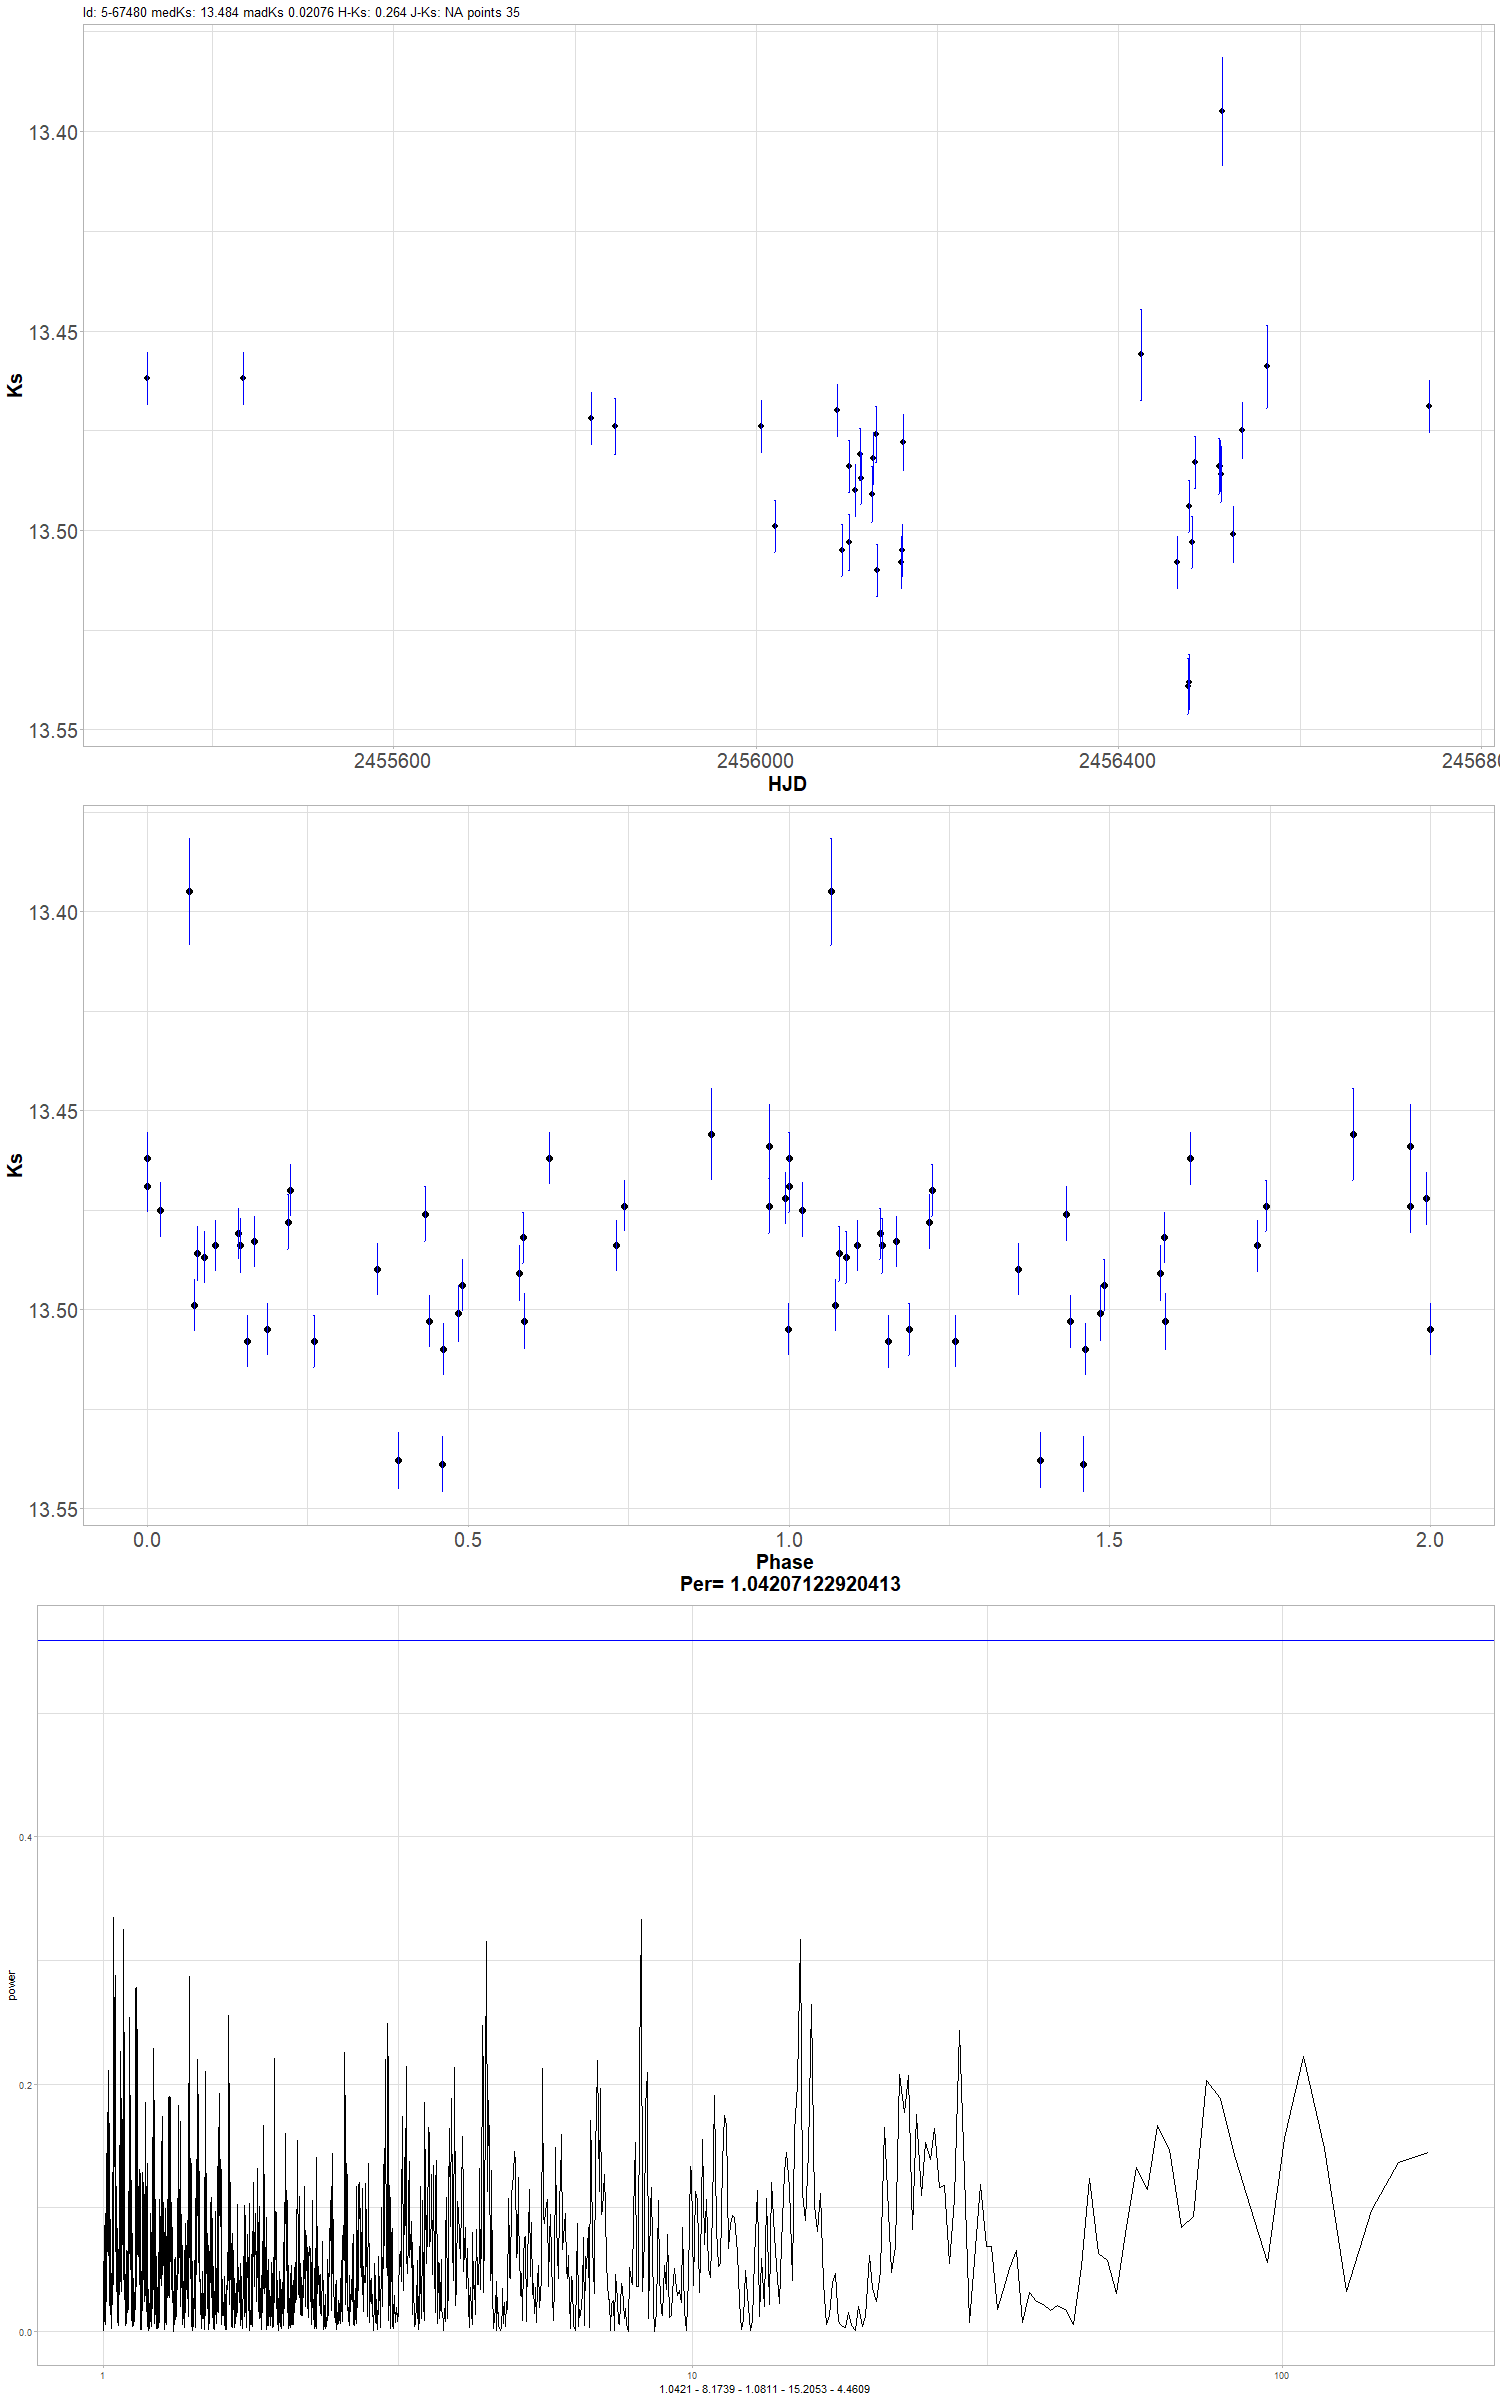 Id: 5-67480 medKs: 13.484 madKs 0.02076 H-Ks: 0.264 J-Ks: NA points 35
13.40
13.45
13.50
13.55
Ks
2455600 2456000 2456400 245680
HJD
13.40
13.45
13.50
13.55
Ks
0.0 0.5 1.0 1.5 2.0
Phase
Per= 1.04207122920413
0.4
0.2
0.0
power
1 10 100
1.0421 - 8.1739 - 1.0811 - 15.2053 - 4.4609